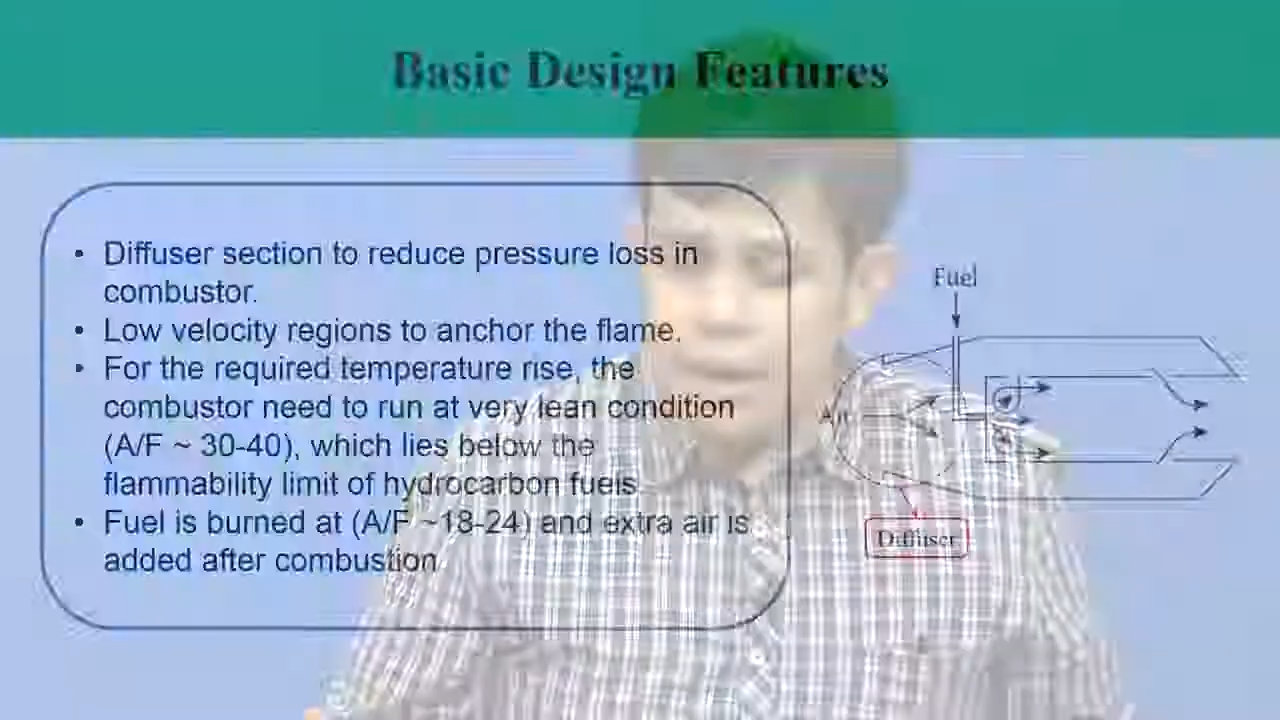 Basic Design Features
• Diffuser section to reduce pressure loss in
combustor.
• Low velocity regions to anchor the flame.
• For the required temperature rise, the
combustor need to run at very lean condition
(A/F ~ 30-40), which lies below the
flammability limit of hydrocarbon fuels
• Fuel is burned at (A/F ~18-24) and extra air is
added after combustion
Fuel
Air
Diffuser